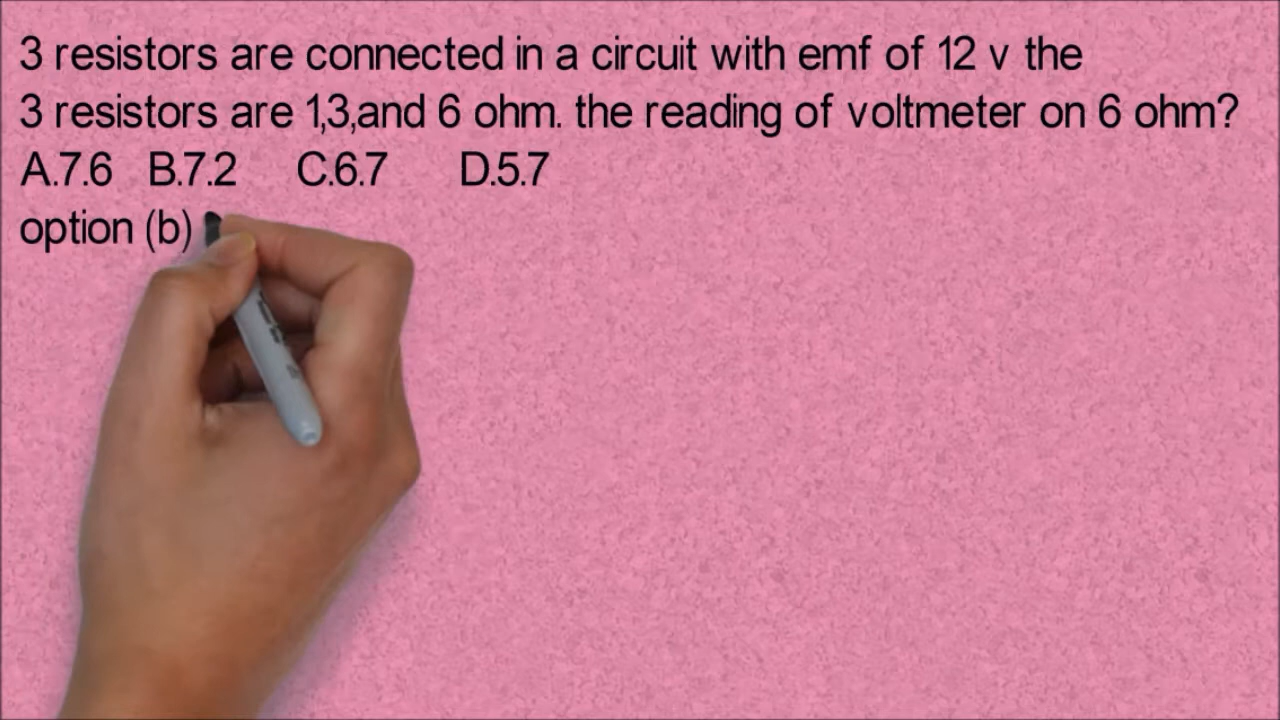 3 resistors are connected in a circuit with emf of 12 v the
3 resistors are 1,3,and 6 ohm. the reading of voltmeter on 6 ohm?
A.7.6 B.7.2 C.6.7 D.5.7
option (b)